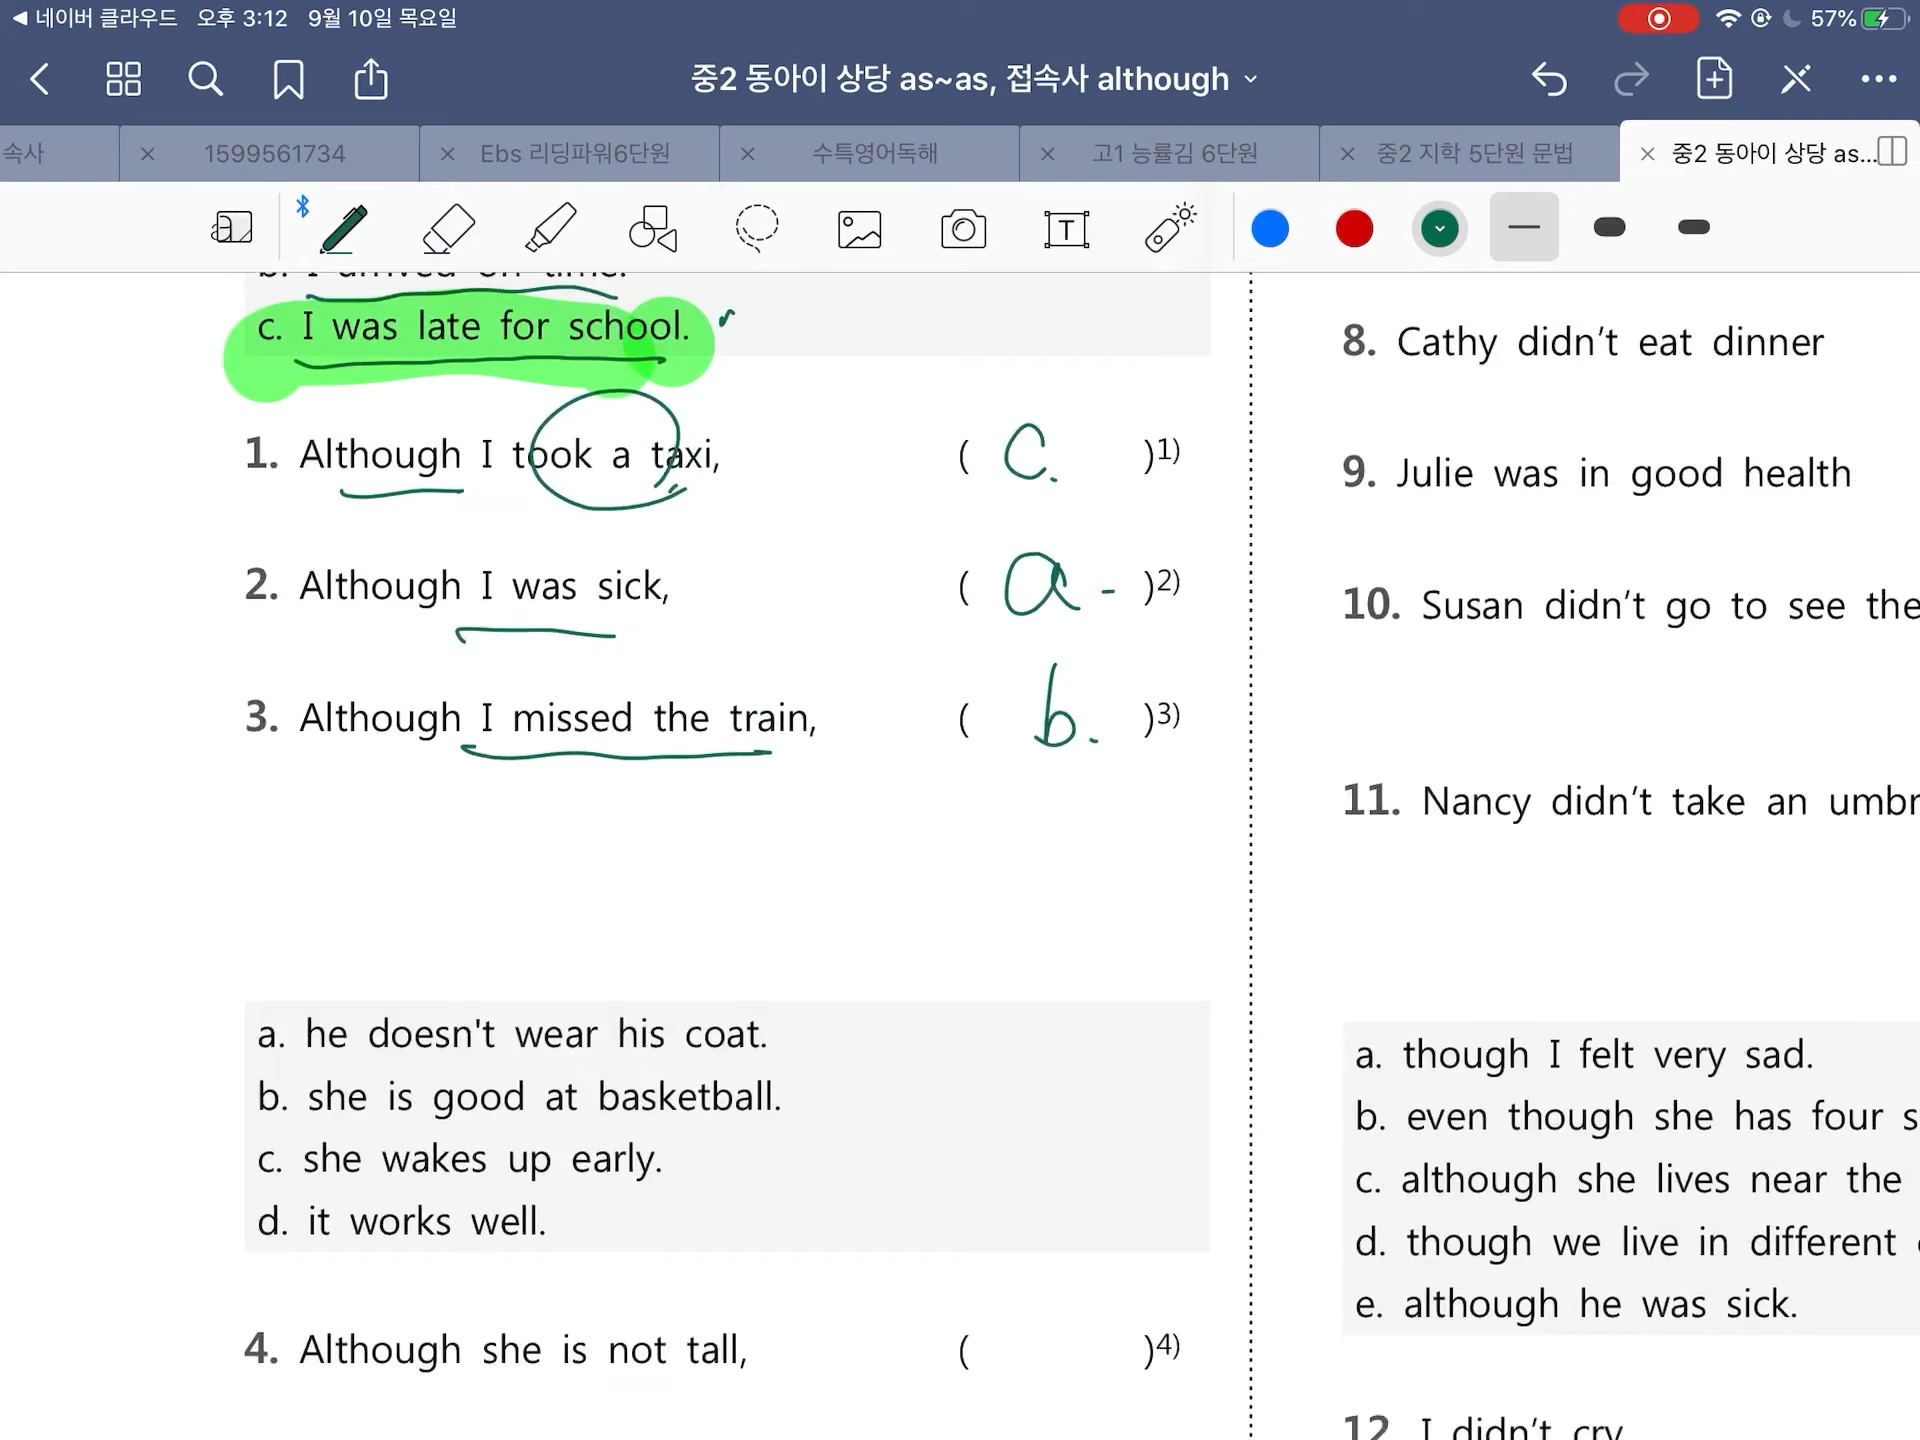 네이버 클라우드 오후 3:12 9월 10일 목요일
57%
중2 동아이 상당 as~as, 접속사 although
속사
1599561734
Ebs 리딩파워6단원
수특영어독해
고1 능률김 6단원
중2 지학 5단원 문법
중2 동아이 상당 as...
b. I arrived on time.
c. I was late for school.
1. Although I took a taxi, ( C. )1)
2. Although I was sick, ( a - )2)
3. Although I missed the train, ( b. )3)
a. he doesn't wear his coat.
b. she is good at basketball.
c. she wakes up early.
d. it works well.
4. Although she is not tall, ( )4)
8. Cathy didn't eat dinner
9. Julie was in good health
10. Susan didn't go to see the
11. Nancy didn't take an umbr
a. though I felt very sad.
b. even though she has four s
c. although she lives near the
d. though we live in different
e. although he was sick.
12. I didn't cry